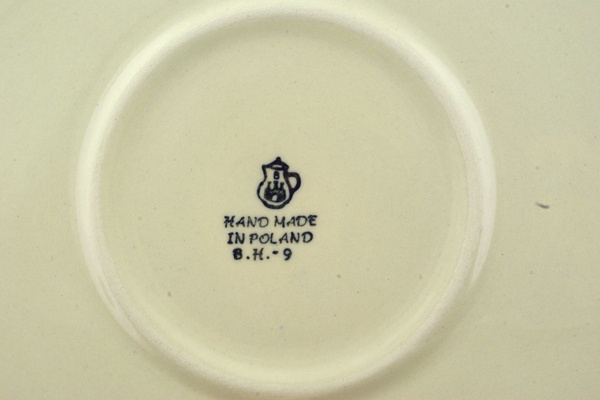 B
HAND MADE
IN POLAND
B.H.-9